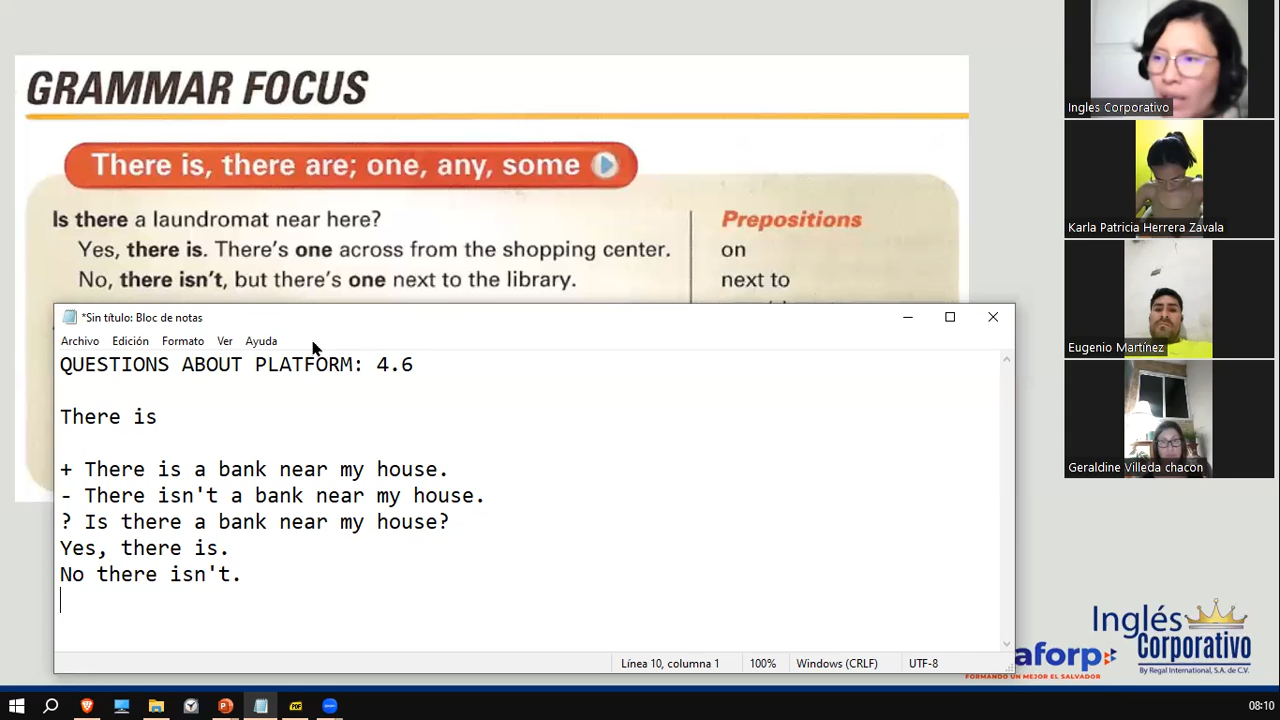 GRAMMAR FOCUS
There is, there are; one, any, some
Is there a laundromat near here?
Yes, there is. There's one across from the shopping center.
No, there isn't, but there's one next to the library.
Prepositions
on
next to
*Sin título: Bloc de notas
Archivo Edición Formato Ver Ayuda
QUESTIONS ABOUT PLATFORM: 4.6
There is
+ There is a bank near my house.
- There isn't a bank near my house.
? Is there a bank near my house?
Yes, there is.
No there isn't.
Línea 10, columna 1 100% Windows (CRLF) UTF-8
Ingles Corporativo
Karla Patricia Herrera Zavala
Eugenio Martínez
Geraldine Villeda chacon
Inglés
Corporativo
By Regal International, S.A. de C.V.
aforp
FORMANDO UN MEJOR EL SALVADOR
08:10